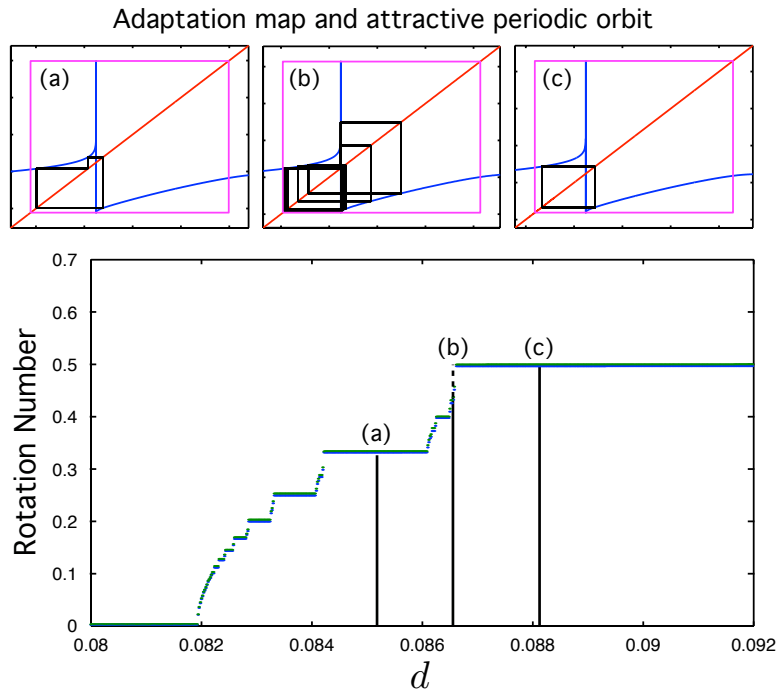 Adaptation map and attractive periodic orbit
(a)
(b)
(c)
0.7
0.6
0.5
0.4
0.3
0.2
0.1
0
Rotation Number
(a)
(b)
(c)
0.08
0.082
0.084
0.086
0.088
0.09
0.092
d